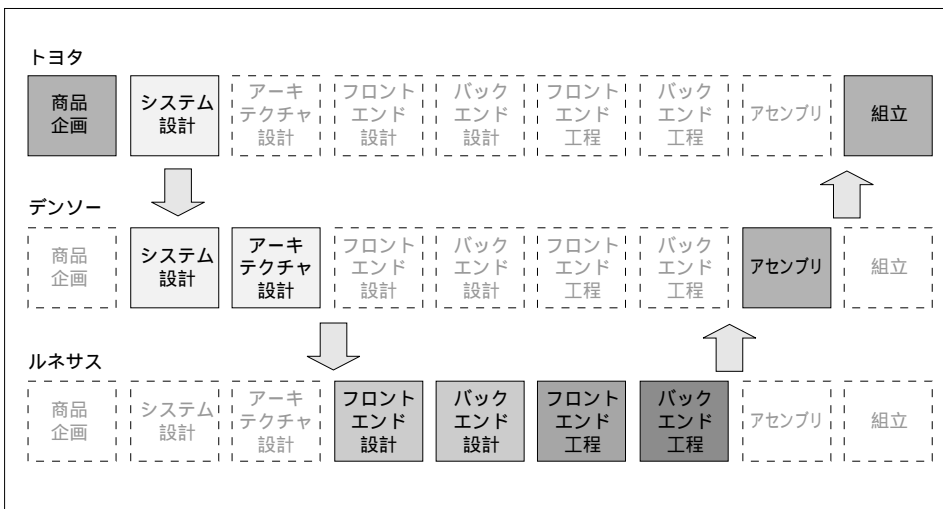 トヨタ
商品
企画
システム
設計
アーキ
テクチャ
設計
フロント
エンド
設計
バック
エンド
設計
フロント
エンド
工程
バック
エンド
工程
アセンブリ
組立
デンソー
商品
企画
システム
設計
アーキ
テクチャ
設計
フロント
エンド
設計
バック
エンド
設計
フロント
エンド
工程
バック
エンド
工程
アセンブリ
組立
ルネサス
商品
企画
システム
設計
アーキ
テクチャ
設計
フロント
エンド
設計
バック
エンド
設計
フロント
エンド
工程
バック
エンド
工程
アセンブリ
組立